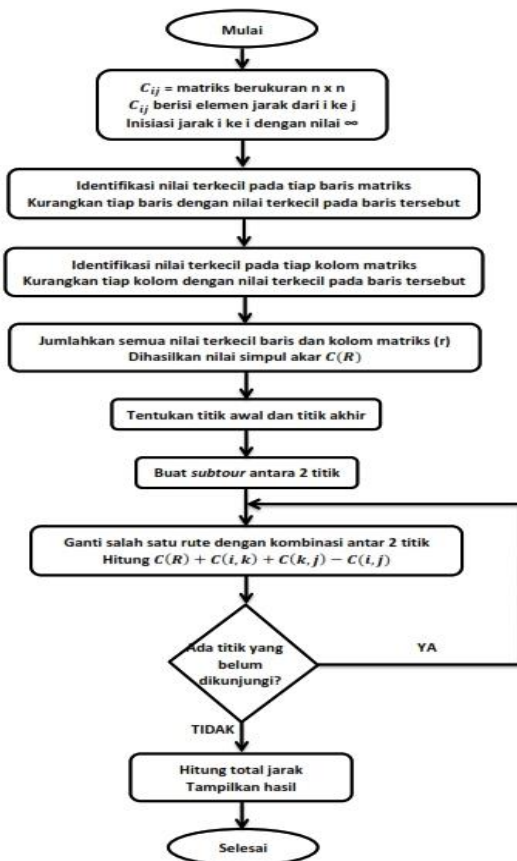 Mulai
C_{ij} = matriks berukuran n x n
C_{ij} berisi elemen jarak dari i ke j
Inisiasi jarak i ke i dengan nilai ∞
Identifikasi nilai terkecil pada tiap baris matriks
Kurangkan tiap baris dengan nilai terkecil pada baris tersebut
Identifikasi nilai terkecil pada tiap kolom matriks
Kurangkan tiap kolom dengan nilai terkecil pada baris tersebut
Jumlahkan semua nilai terkecil baris dan kolom matriks (r)
Dihasilkan nilai simpul akar C(R)
Tentukan titik awal dan titik akhir
Buat subtour antara 2 titik
Ganti salah satu rute dengan kombinasi antar 2 titik
Hitung C(R) + C(i,k) + C(k,j) − C(i,j)
Ada titik yang
belum
dikunjungi?
YA
TIDAK
Hitung total jarak
Tampilkan hasil
Selesai